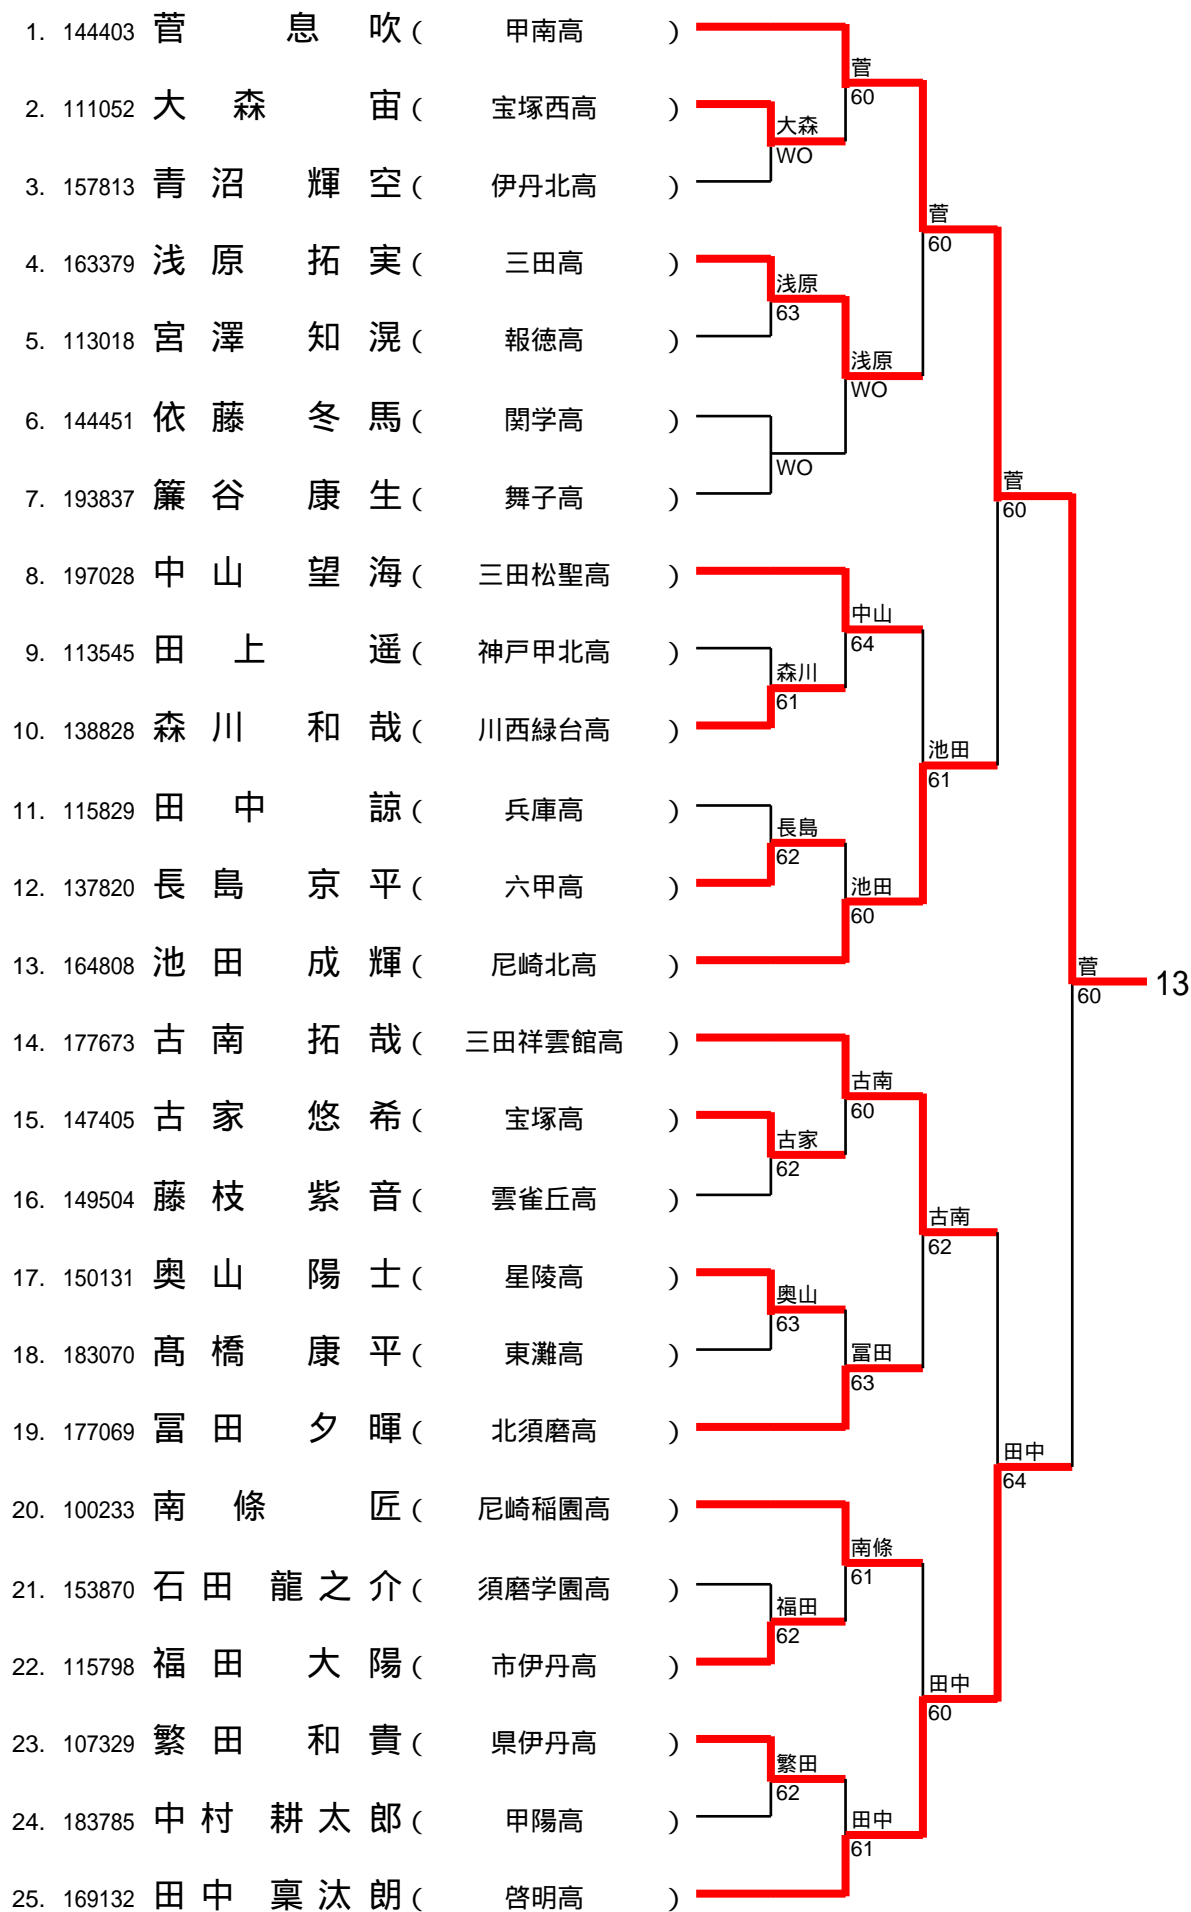 1. 144403 菅 息 吹 ( 甲南高 )
菅
60
2. 111052 大 森 宙 ( 宝塚西高 )
大森
WO
3. 157813 青 沼 輝 空 ( 伊丹北高 )
菅
60
4. 163379 浅 原 拓 実 ( 三田高 )
浅原
63
5. 113018 宮 澤 知 滉 ( 報徳高 )
浅原
WO
6. 144451 依 藤 冬 馬 ( 関学高 )
WO
7. 193837 簾 谷 康 生 ( 舞子高 )
菅
60
8. 197028 中 山 望 海 ( 三田松聖高 )
中山
64
9. 113545 田 上 遥 ( 神戸甲北高 )
森川
61
10. 138828 森 川 和 哉 ( 川西緑台高 )
池田
61
11. 115829 田 中 諒 ( 兵庫高 )
長島
62
12. 137820 長 島 京 平 ( 六甲高 )
池田
60
13. 164808 池 田 成 輝 ( 尼崎北高 )
菅
60
13
14. 177673 古 南 拓 哉 ( 三田祥雲館高 )
古南
60
15. 147405 古 家 悠 希 ( 宝塚高 )
古家
62
16. 149504 藤 枝 紫 音 ( 雲雀丘高 )
古南
62
17. 150131 奥 山 陽 士 ( 星陵高 )
奥山
63
18. 183070 髙 橋 康 平 ( 東灘高 )
冨田
63
19. 177069 冨 田 夕 暉 ( 北須磨高 )
田中
64
20. 100233 南 條 匠 ( 尼崎稲園高 )
南條
61
21. 153870 石 田 龍 之 介 ( 須磨学園高 )
福田
62
22. 115798 福 田 大 陽 ( 市伊丹高 )
田中
60
23. 107329 繁 田 和 貴 ( 県伊丹高 )
繁田
62
24. 183785 中 村 耕 太 郎 ( 甲陽高 )
田中
61
25. 169132 田 中 稟 汰 朗 ( 啓明高 )